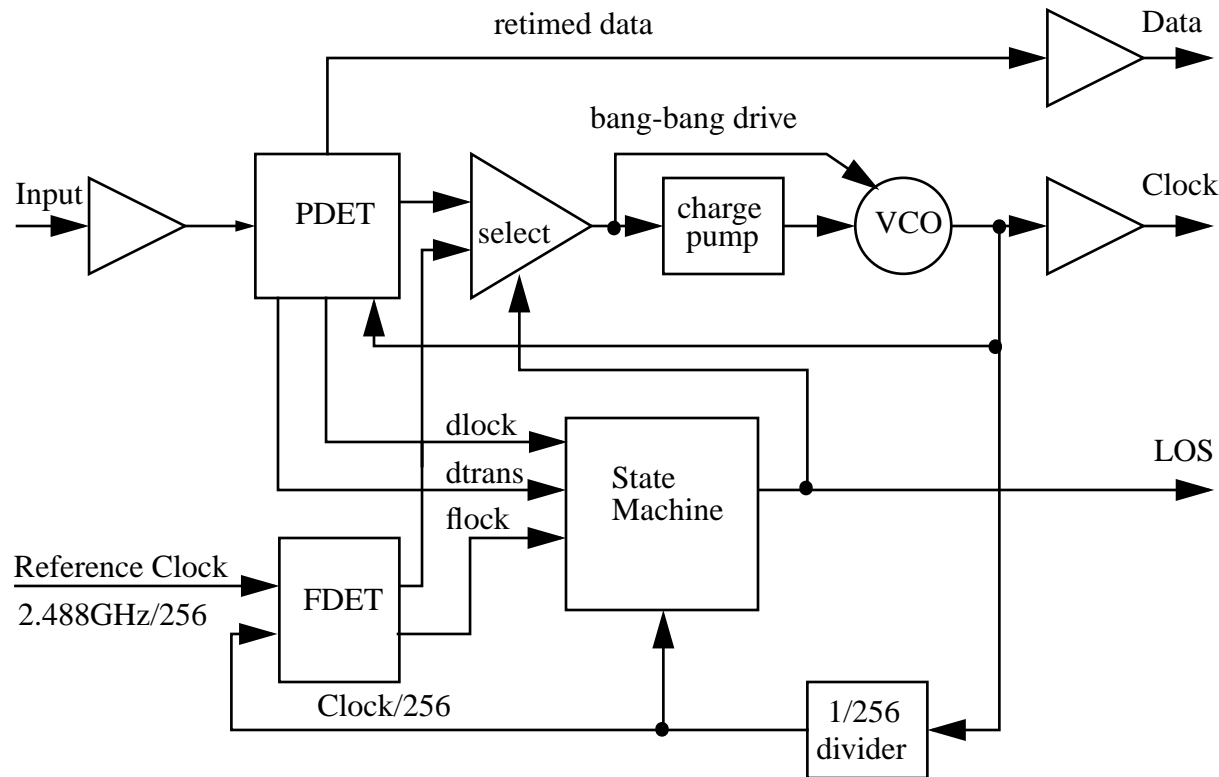 retimed data
Data
bang-bang drive
Input
PDET
select
charge
pump
VCO
Clock
dlock
dtrans
flock
State
Machine
LOS
Reference Clock
2.488GHz/256
FDET
Clock/256
1/256
divider